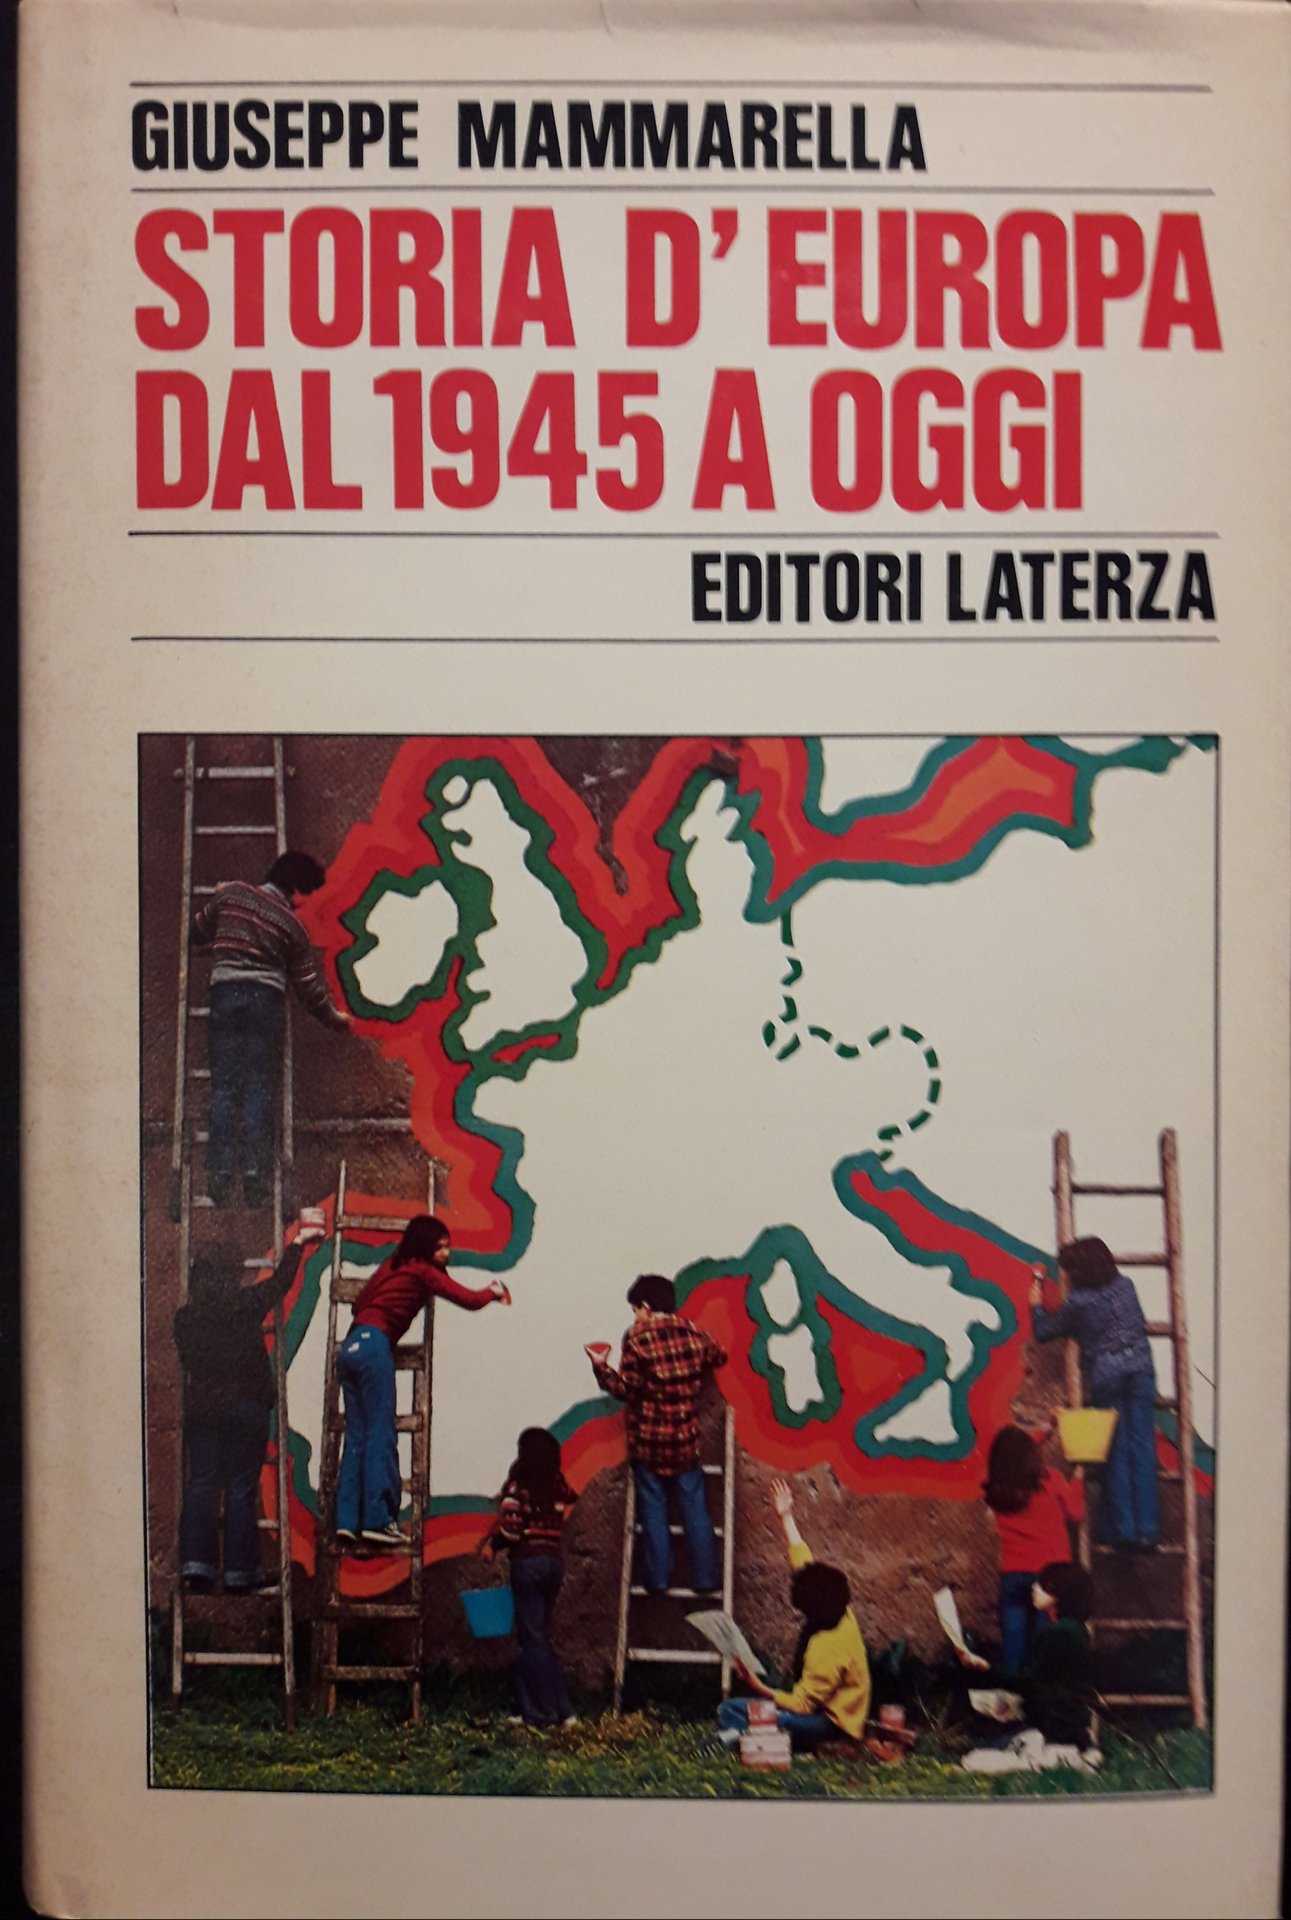 GIUSEPPE MAMMARELLA
STORIA D'EUROPA
DAL 1945 A OGGI
EDITORI LATERZA